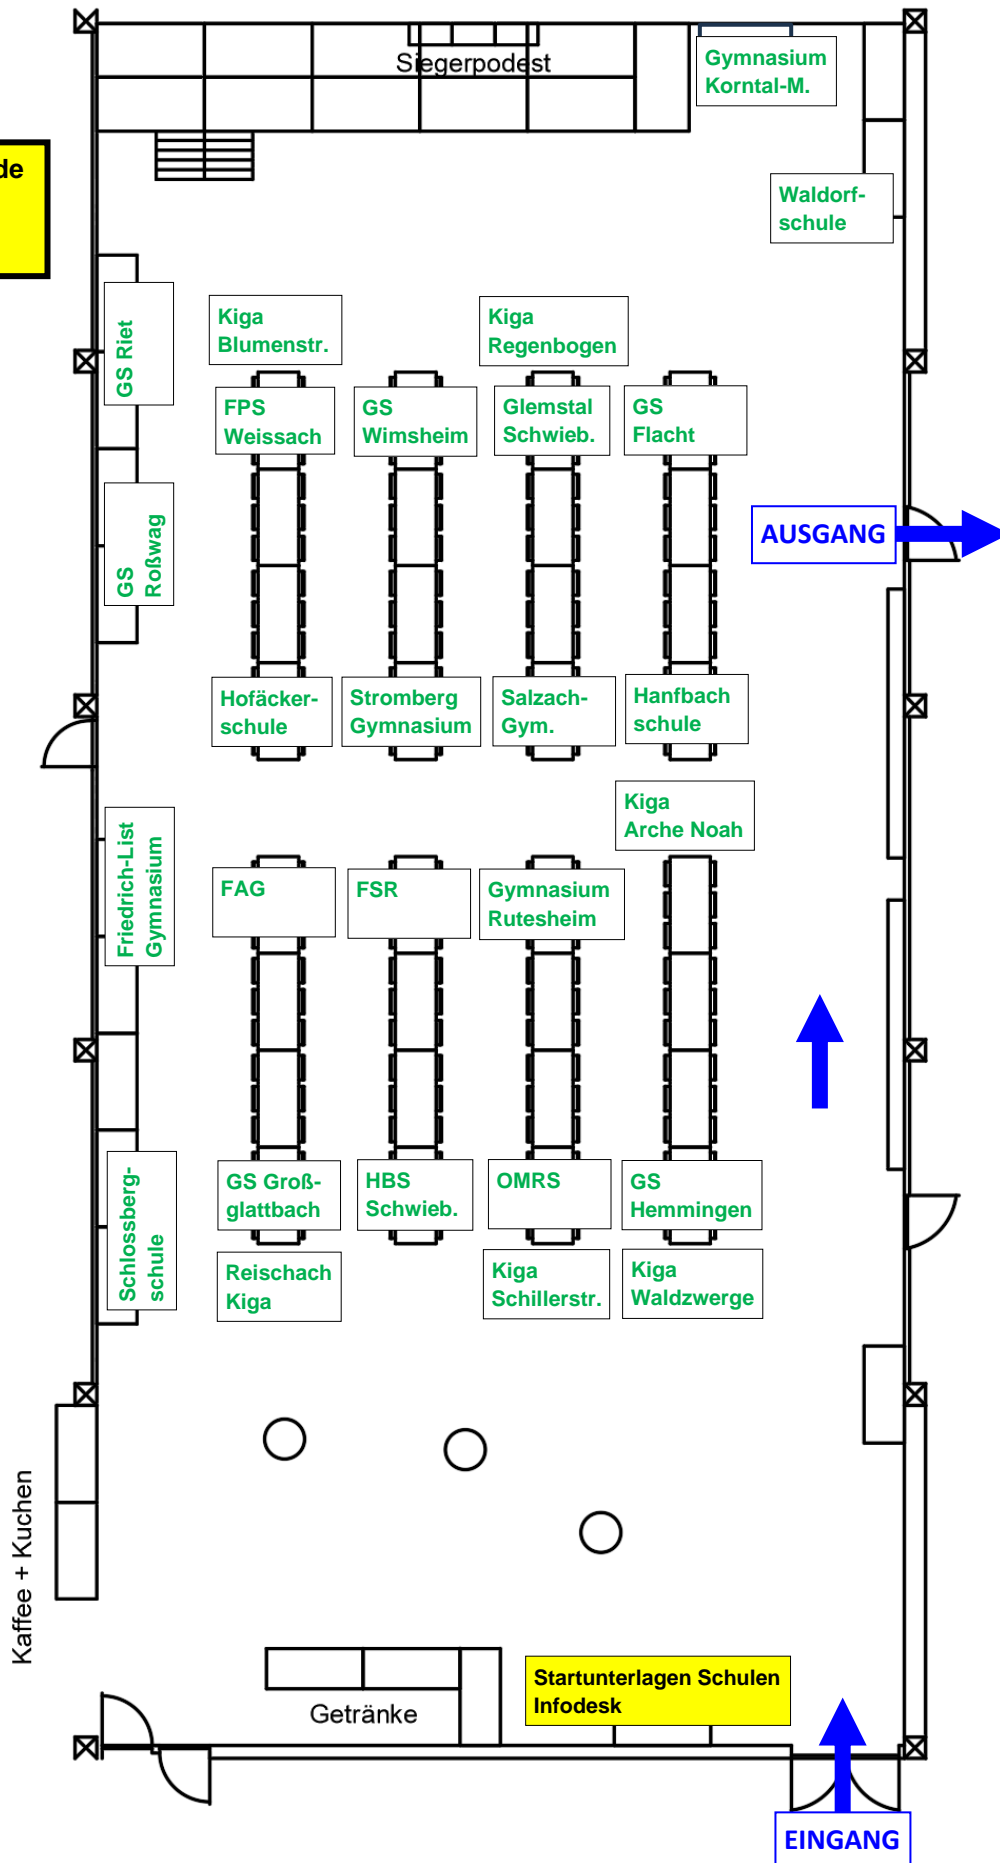 Siegerpodest
Gymnasium
Korntal-M.
de
Waldorf-
schule
GS Riet
Kiga
Blumenstr.
Kiga
Regenbogen
FPS
Weissach
GS
Wimsheim
Glemstal
Schwieb.
GS
Flacht
GS
Roßwag
AUSGANG
Hofäcker-
schule
Stromberg
Gymnasium
Salzach-
Gym.
Hanfbach
schule
Kiga
Arche Noah
Friedrich-List
Gymnasium
FAG
FSR
Gymnasium
Rutesheim
Schlossberg-
schule
GS Groß-
glattbach
HBS
Schwieb.
OMRS
GS
Hemmingen
Reischach
Kiga
Kiga
Schillerstr.
Kiga
Waldzwerge
Kaffee + Kuchen
Getränke
Startunterlagen Schulen
Infodesk
EINGANG